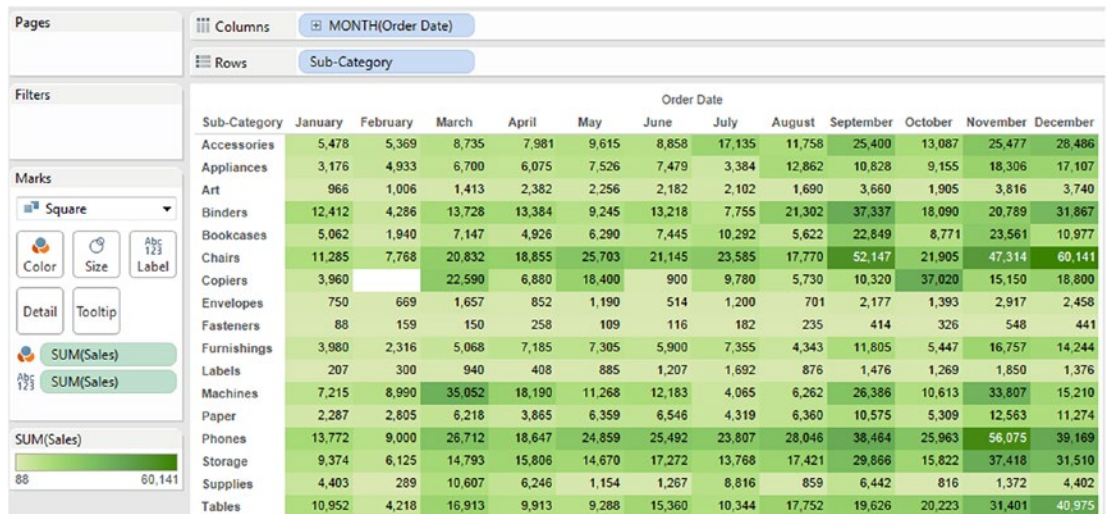 Pages
Columns
MONTH(Order Date)
Rows
Sub-Category
Filters
Order Date
Sub-Category January February March April May June July August September October November December
Accessories 5,478 5,369 8,735 7,981 9,615 8,858 17,135 11,758 25,400 13,087 25,477 28,486
Appliances 3,176 4,933 6,700 6,075 7,526 7,479 3,384 12,862 10,828 9,155 18,306 17,107
Art 966 1,006 1,413 2,382 2,256 2,182 2,102 1,690 3,660 1,905 3,816 3,740
Binders 12,412 4,286 13,728 13,384 9,245 13,218 7,755 21,302 37,337 18,090 20,789 31,867
Bookcases 5,062 1,940 7,147 4,926 6,290 7,445 10,292 5,622 22,849 8,771 23,561 10,977
Chairs 11,285 7,768 20,832 18,855 25,703 21,145 23,585 17,770 52,147 21,905 47,314 60,141
Copiers 3,960 22,590 6,880 18,400 900 9,780 5,730 10,320 37,020 15,150 18,800
Envelopes 750 669 1,657 852 1,190 514 1,200 701 2,177 1,393 2,917 2,458
Fasteners 88 159 150 258 109 116 182 235 414 326 548 441
Furnishings 3,980 2,316 5,068 7,185 7,305 5,900 7,355 4,343 11,805 5,447 16,757 14,244
Labels 207 300 940 408 885 1,207 1,692 876 1,476 1,269 1,850 1,376
Machines 7,215 8,990 35,052 18,190 11,268 12,183 4,065 6,262 26,386 10,613 33,807 15,210
Paper 2,287 2,805 6,218 3,865 6,359 6,546 4,319 6,360 10,575 5,309 12,563 11,274
Phones 13,772 9,000 26,712 18,647 24,859 25,492 23,807 28,046 38,464 25,963 56,075 39,169
Storage 9,374 6,125 14,793 15,806 14,670 17,272 13,768 17,421 29,866 15,822 37,418 31,510
Supplies 4,403 289 10,607 6,246 1,154 1,267 8,816 859 6,442 816 1,372 4,402
Tables 10,952 4,218 16,913 9,913 9,288 15,360 10,344 17,752 19,626 20,223 31,401 40,975
Marks
Square
Abc
123
Color Size Label
Detail Tooltip
SUM(Sales)
Abc
123 SUM(Sales)
SUM(Sales)
88 60,141